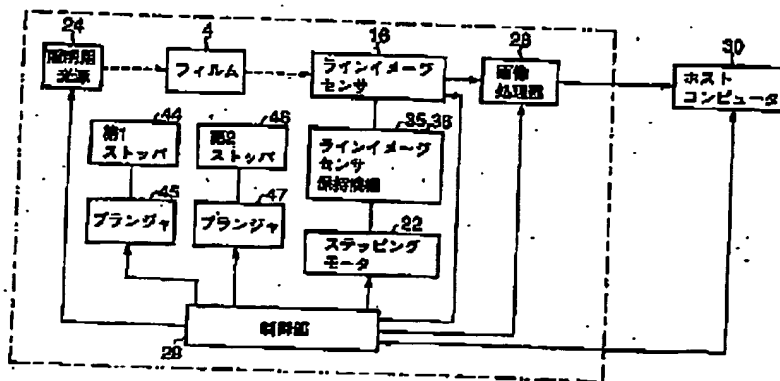 24
照明用
光源
4
フィルム
16
ラインイメージ
センサ
28
画像
処理部
30
ホスト
コンピュータ
44
第1
ストッパ
46
第2
ストッパ
35,36
ラインイメージ
センサ
保持機構
45
プランジャ
47
プランジャ
22
ステッピング
モータ
制御部
29